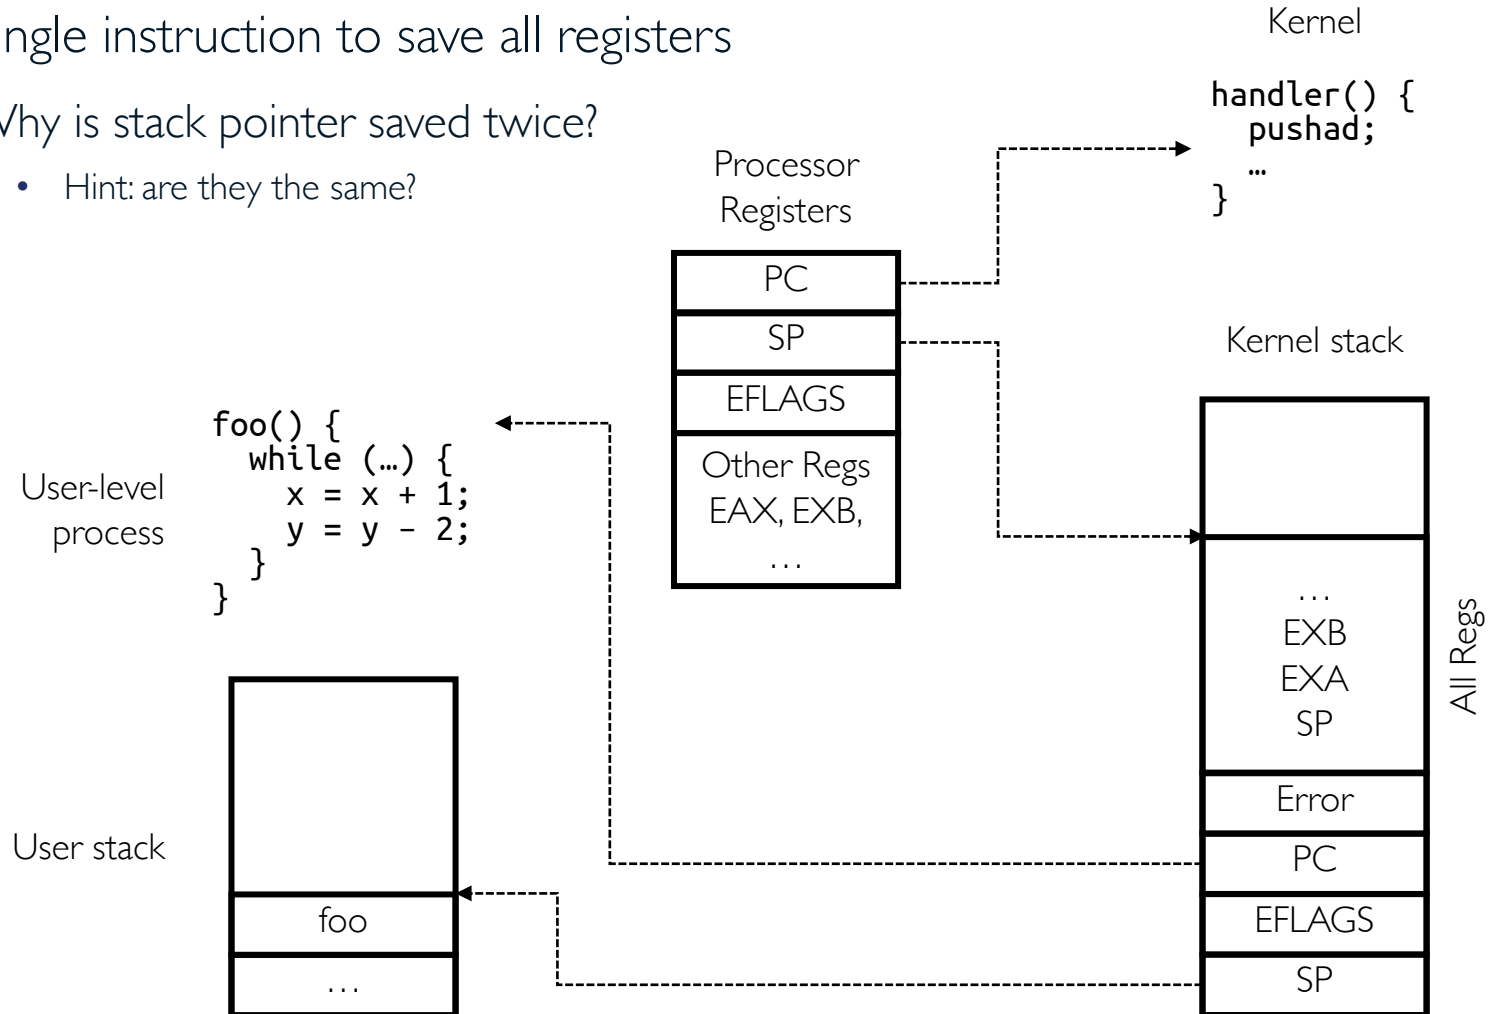 ngle instruction to save all registers
Why is stack pointer saved twice?
• Hint: are they the same?
Kernel
handler() {
pushad;
…
}
Processor
Registers
PC
SP
EFLAGS
Other Regs
EAX, EXB,
…
Kernel stack
…
EXB
EXA
SP
All Regs
Error
PC
EFLAGS
SP
User-level
process
foo() {
while (…) {
x = x + 1;
y = y – 2;
}
}
User stack
foo
…